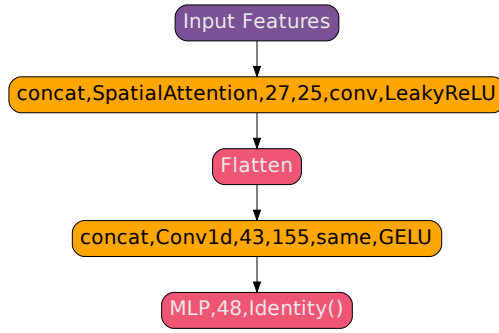 Input Features
concat,SpatialAttention,27,25,conv,LeakyReLU
Flatten
concat,Conv1d,43,155,same,GELU
MLP,48,Identity()